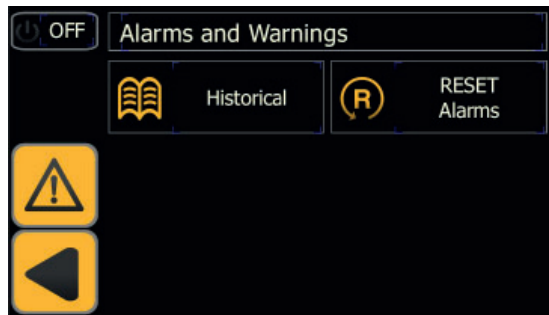 OFF
Alarms and Warnings
Historical
R
RESET
Alarms